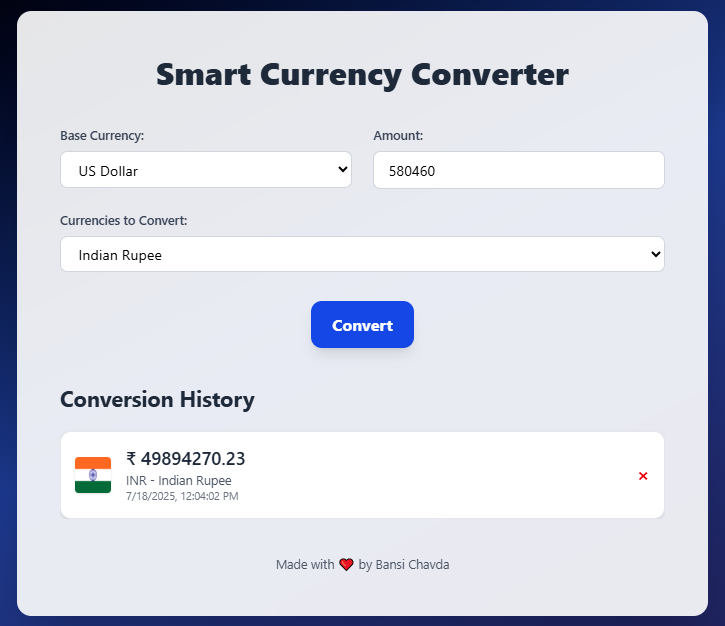 Smart Currency Converter
Base Currency:
Amount:
US Dollar
580460
Currencies to Convert:
Indian Rupee
Convert
Conversion History
₹ 49894270.23
INR - Indian Rupee
7/18/2025, 12:04:02 PM
Made with ❤️ by Bansi Chavda